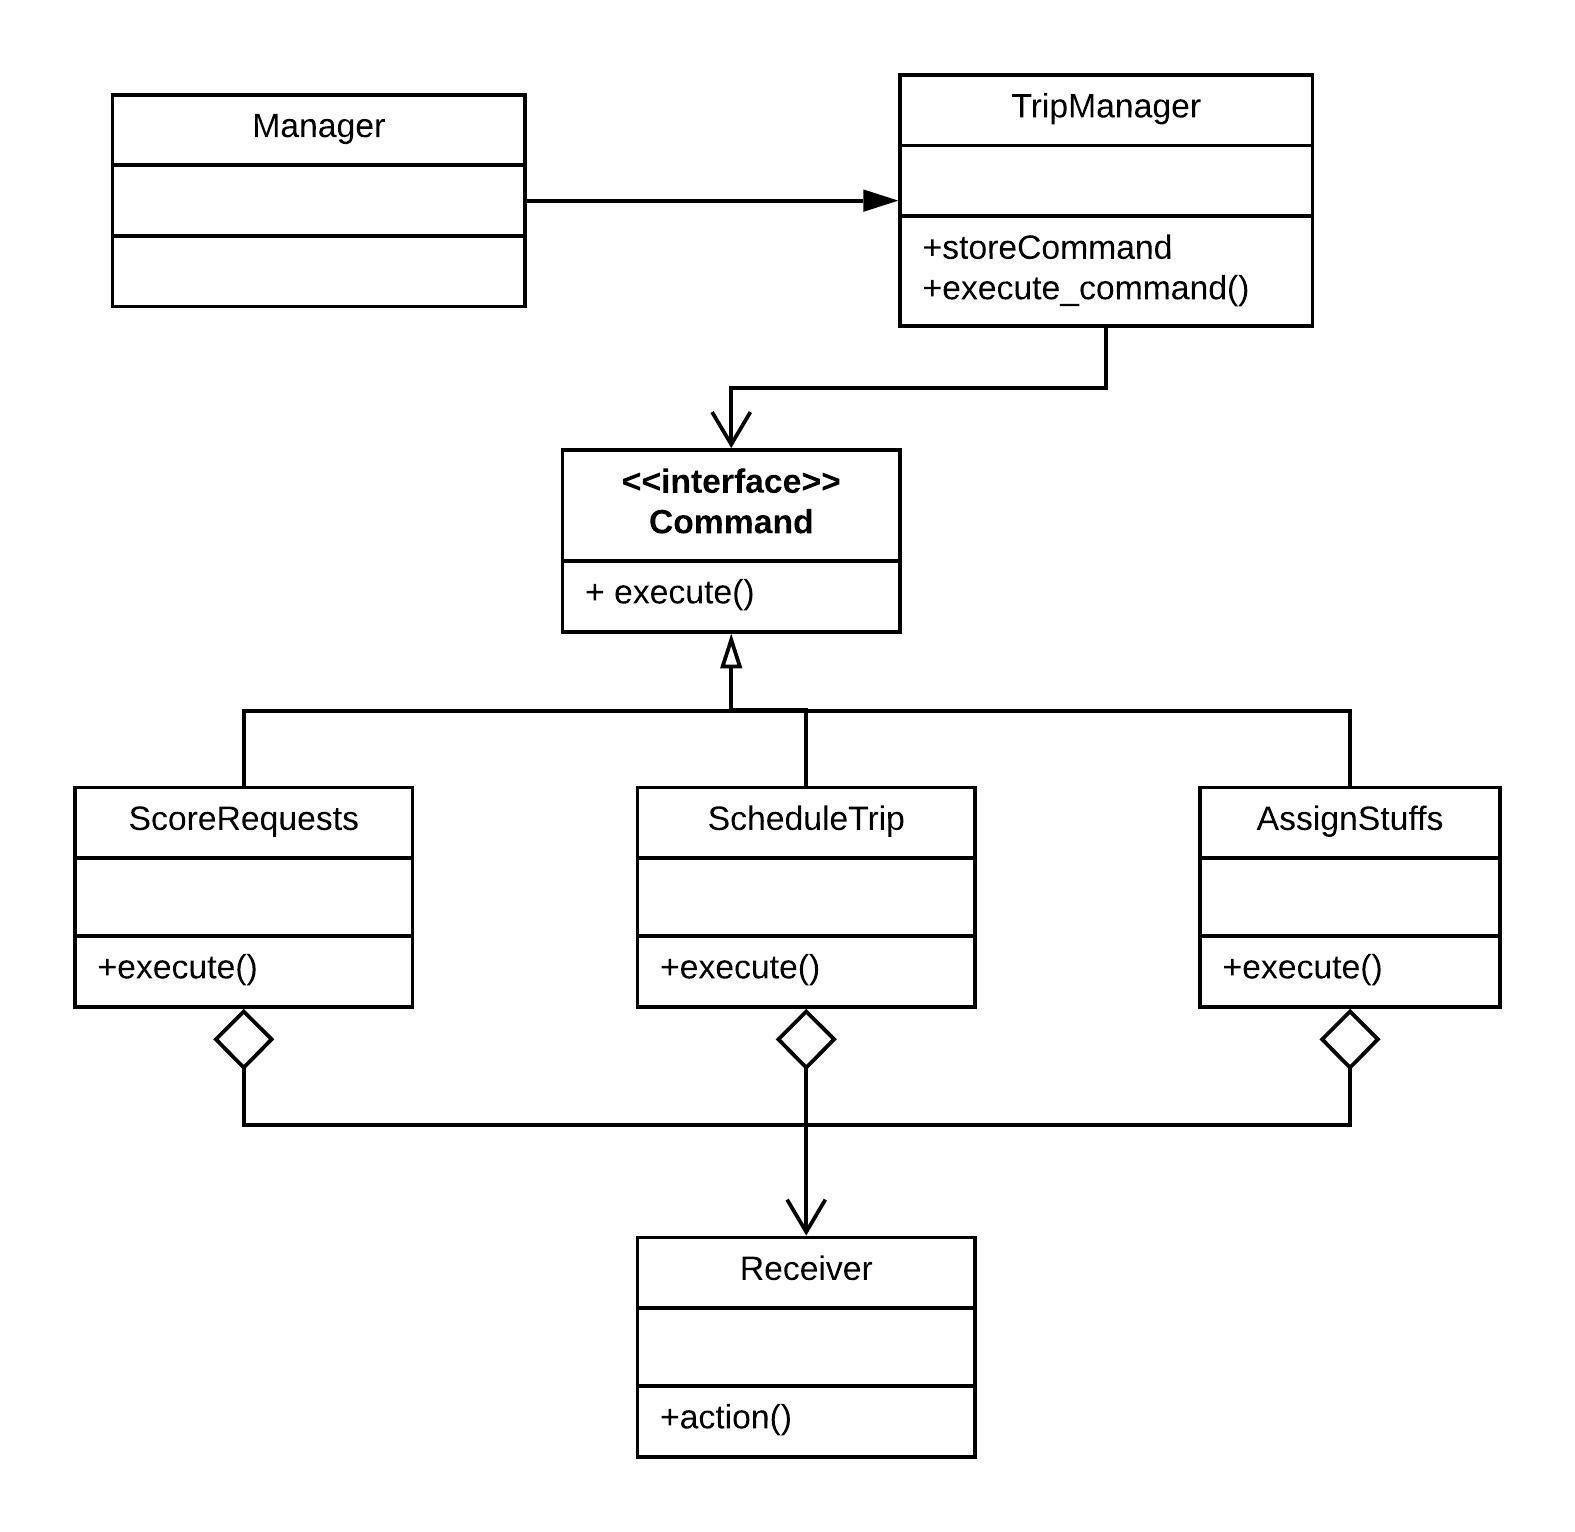 Manager
TripManager
+storeCommand
+execute_command()
<<interface>>
Command
+ execute()
ScoreRequests
+execute()
ScheduleTrip
+execute()
AssignStuffs
+execute()
Receiver
+action()